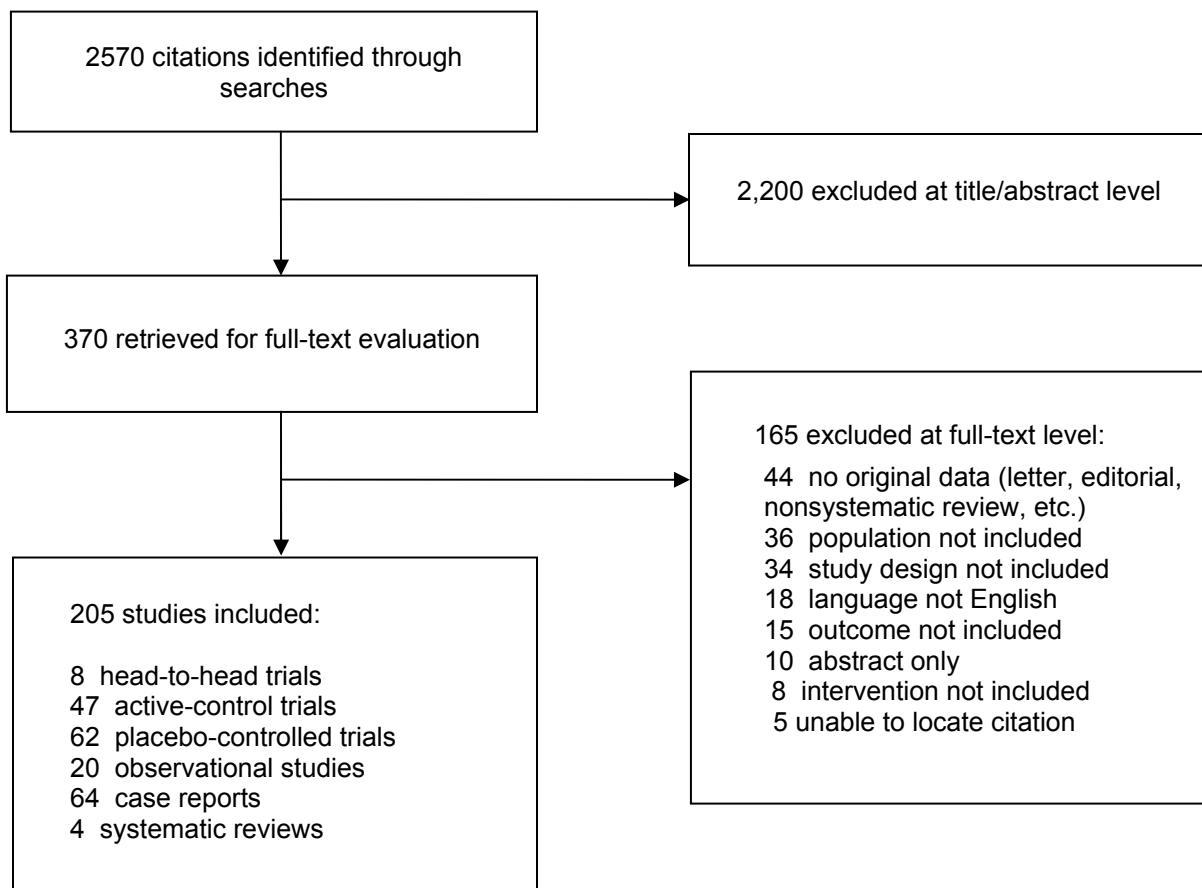 2570 citations identified through
searches
2,200 excluded at title/abstract level
370 retrieved for full-text evaluation
165 excluded at full-text level:
44 no original data (letter, editorial,
nonsystematic review, etc.)
36 population not included
34 study design not included
18 language not English
15 outcome not included
10 abstract only
8 intervention not included
5 unable to locate citation
205 studies included:
8 head-to-head trials
47 active-control trials
62 placebo-controlled trials
20 observational studies
64 case reports
4 systematic reviews